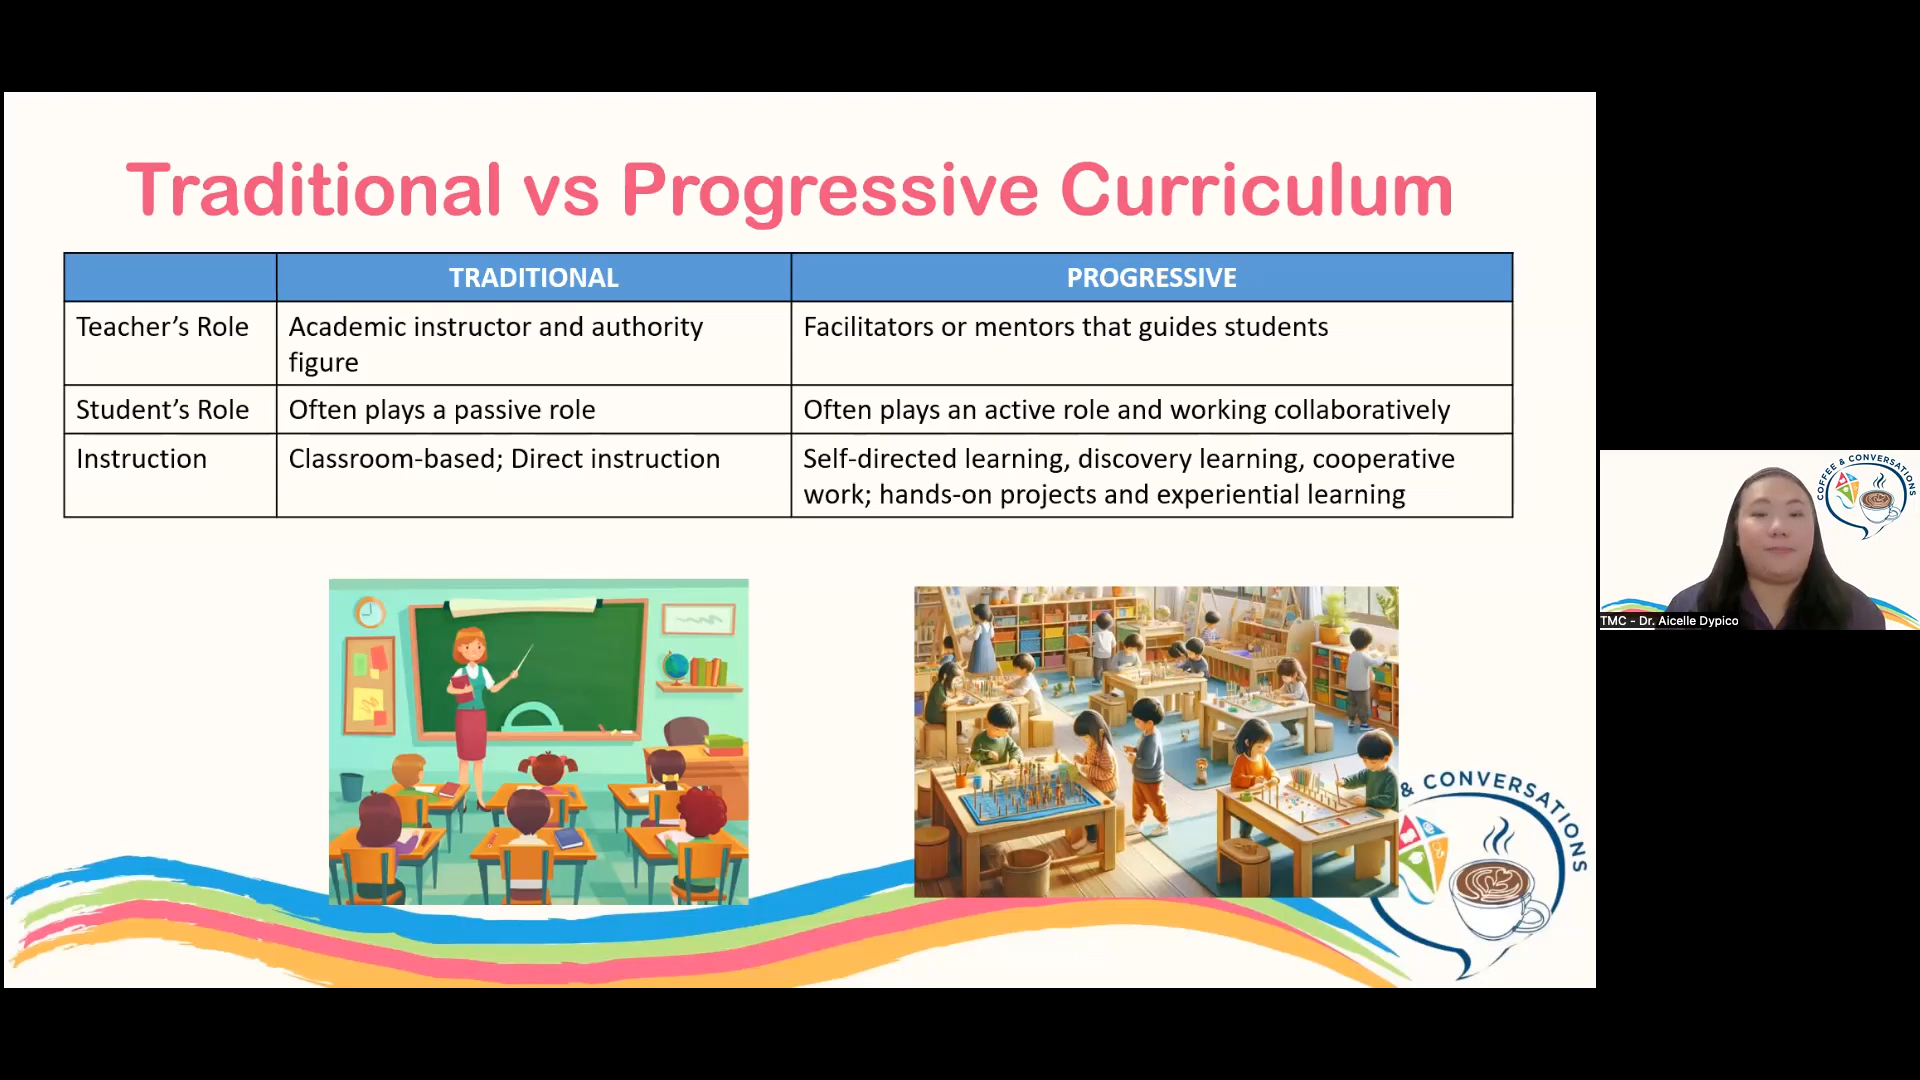 Traditional vs Progressive Curriculum
TRADITIONAL
PROGRESSIVE
Teacher’s Role
Academic instructor and authority
figure
Facilitators or mentors that guides students
Student’s Role
Often plays a passive role
Often plays an active role and working collaboratively
Instruction
Classroom-based; Direct instruction
Self-directed learning, discovery learning, cooperative
work; hands-on projects and experiential learning
& CONVERSATIONS
COFFEE & CONVERSATIONS
TMC - Dr. Aicelle Dypico